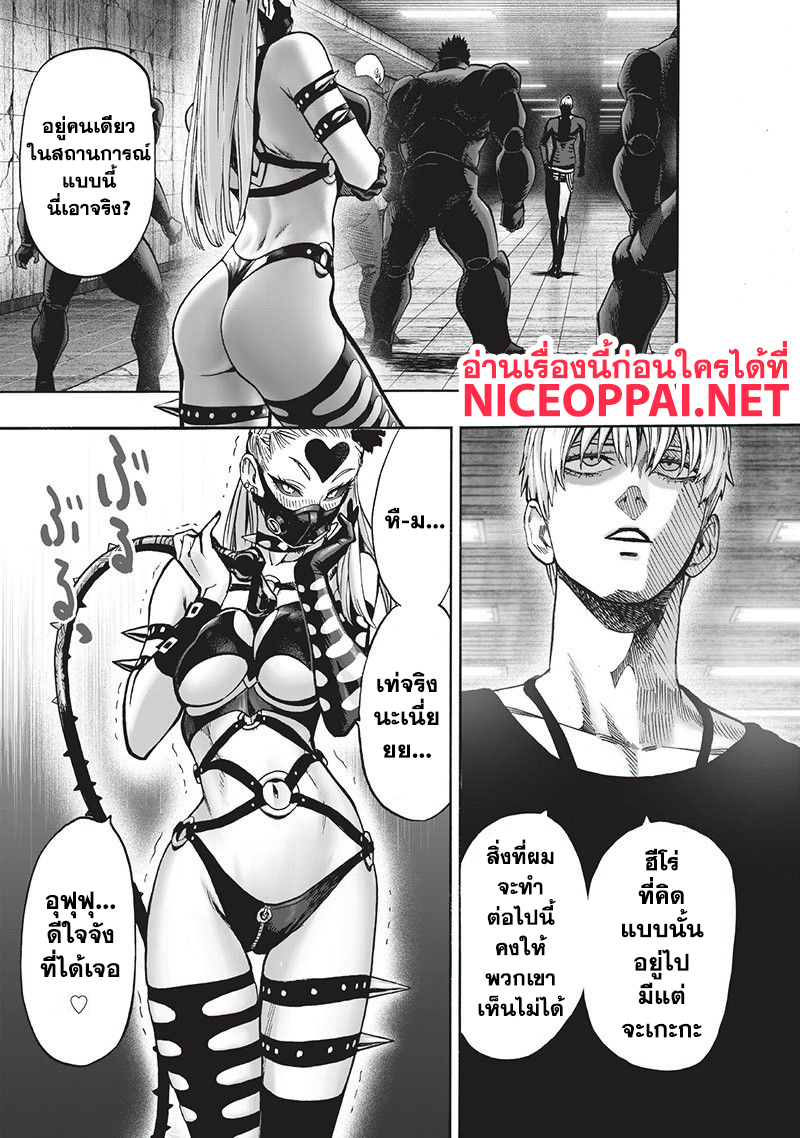 อยู่คนเดียว
ในสถานการณ์
แบบนี้
นี่เอาจริง?
อ่านเรื่องนี้ก่อนใครได้ที่
NICEOPPAI.NET
ฮีโร่
ที่คิด
แบบนั้น
อยู่ไป
มีแต่
จะเกะกะ
สิ่งที่ผม
จะทำ
ต่อไปนี้
คงให้
พวกเขา
เห็นไม่ได้
หื-ม...
เท่จริง
นะเนี่ย
ยย...
ぶる
ぶる
อุฟุฟุ...
ดีใจจัง
ที่ได้เจอ
♡